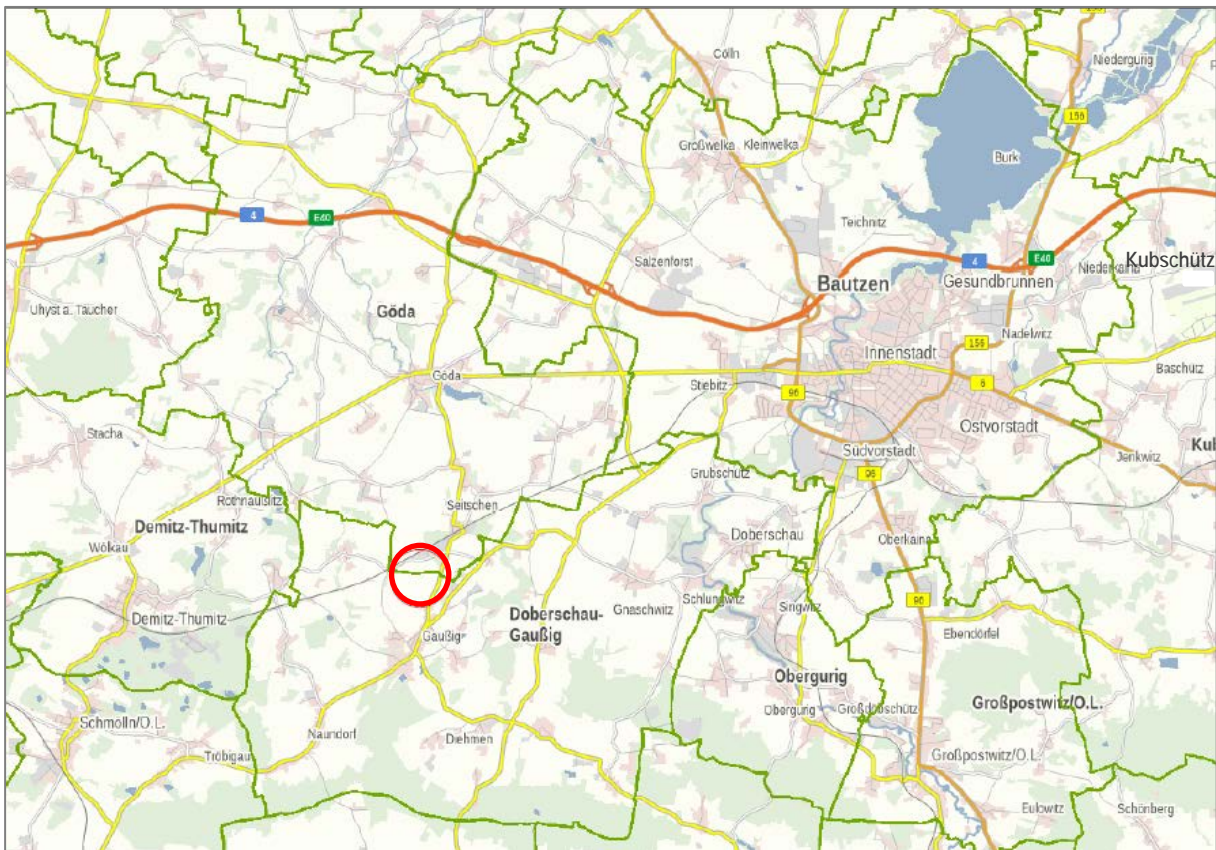 Cölln
Niedergurig
156
Großwelka
Kleinwelka
Burk
Teichnitz
4
E40
Salzenforst
4
E40
Niederkaina
Kubschütz
Bautzen
Gesundbrunnen
Uhyst a. Taucher
Göda
Nadelwitz
Innenstadt
156
Göda
Stiebitz
6
Baschütz
96
Stacha
Ostvorstadt
Südvorstadt
Jenkwitz
96
Grubschütz
Rothnaußlitz
Seitschen
Demitz-Thumitz
Doberschau
Oberkaina
Wölkau
Demitz-Thumitz
Doberschau-
Gaußig
Gnaschwitz
Schlungwitz
Singwitz
96
Gaußig
Ebendörfel
Obergurig
Großpostwitz/O.L.
Schmölln/O.L.
Obergurig
Großdöbschütz
Naundorf
Diehmen
Tröbigau
Großpostwitz/O.L.
Eulowitz
Schönberg